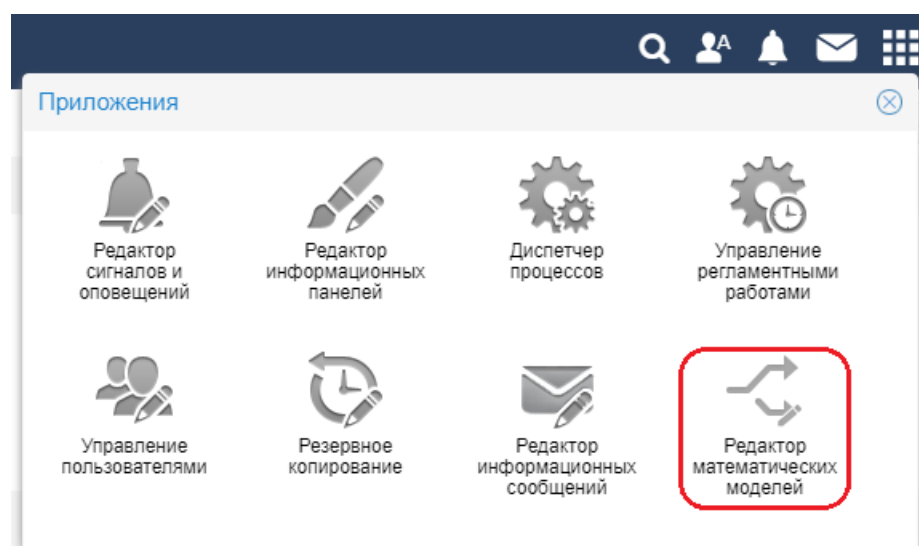 A
Приложения
Редактор
сигналов и
оповещений
Редактор
информационных
панелей
Диспетчер
процессов
Управление
регламентными
работами
Управление
пользователями
Резервное
копирование
Редактор
информационных
сообщений
Редактор
математических
моделей